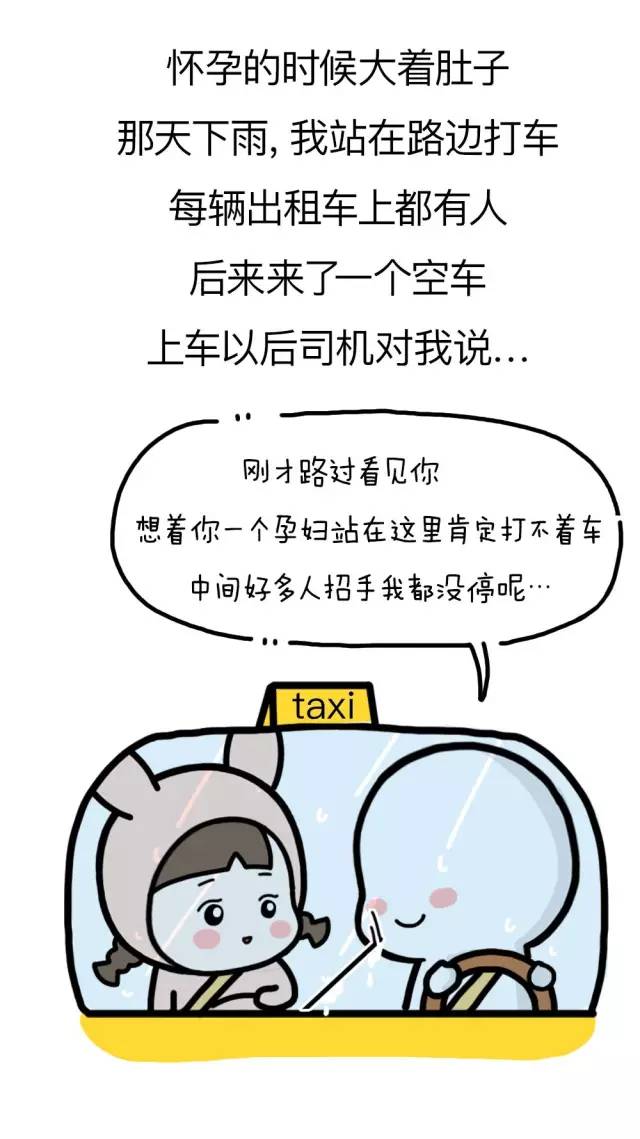 怀孕的时候大着肚子
那天下雨, 我站在路边打车
每辆出租车上都有人
后来来了一个空车
上车以后司机对我说...
刚才路过看见你
想着你一个孕妇站在这里肯定打不着车
中间好多人招手我都没停呢…
taxi